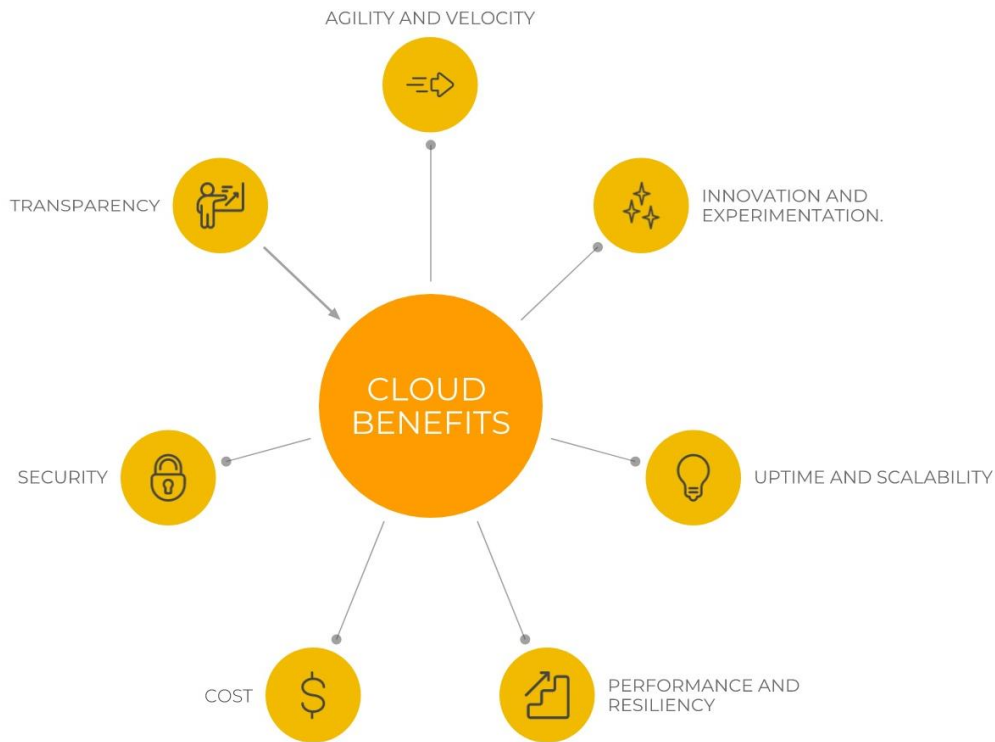 AGILITY AND VELOCITY
INNOVATION AND
EXPERIMENTATION.
TRANSPARENCY
CLOUD
BENEFITS
SECURITY
UPTIME AND SCALABILITY
COST
$
PERFORMANCE AND
RESILIENCY